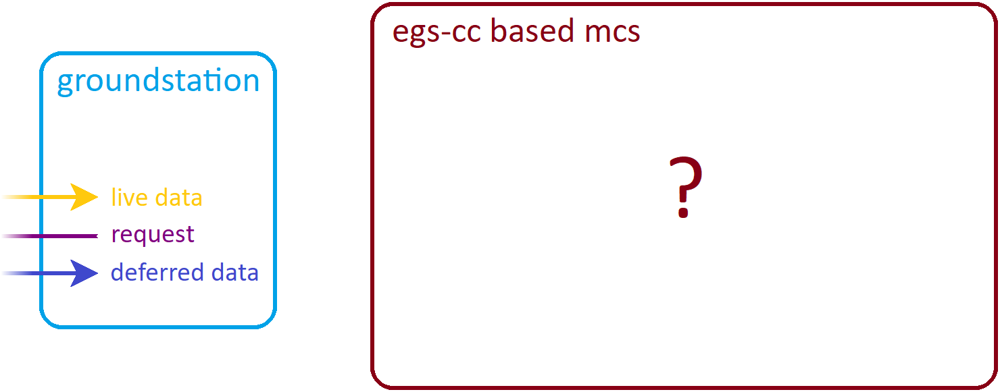 egs-cc based mcs
groundstation
?
live data
request
deferred data